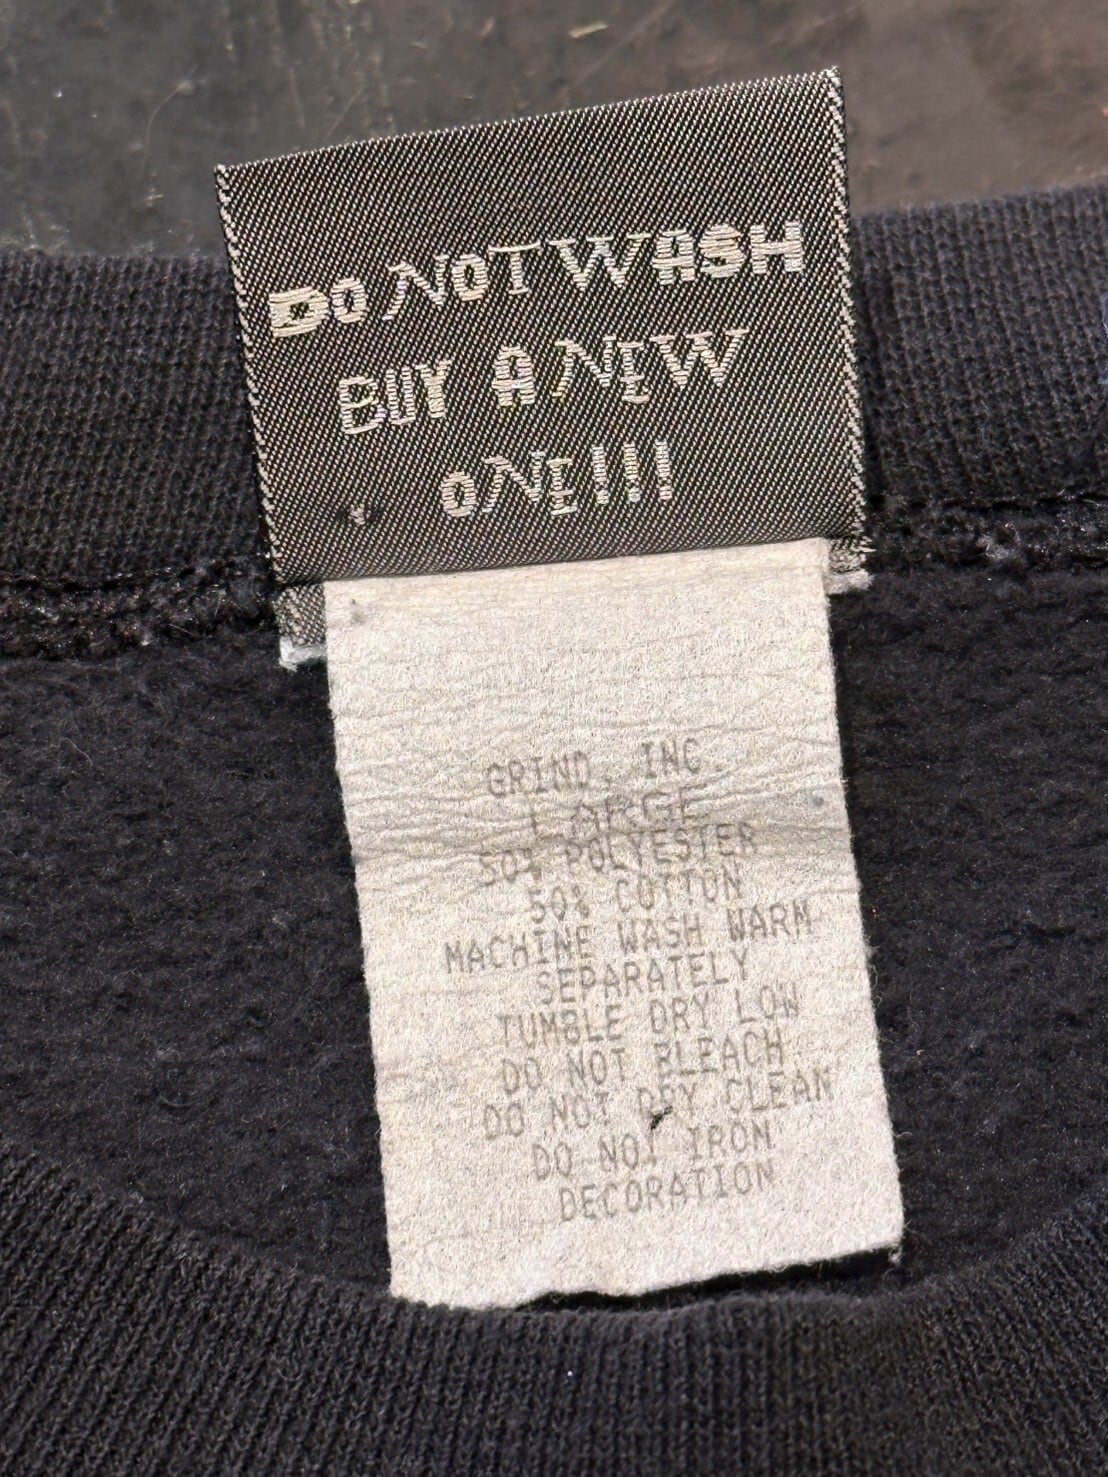 DO NOT WASH
BUY A NEW
ONE!!!
GRIND, INC.
LARGE
50% POLYESTER
50% COTTON
MACHINE WASH WARM
SEPARATELY
TUMBLE DRY LOW
DO NOT BLEACH
DO NOT DRY CLEAN
DO NOT IRON
DECORATION